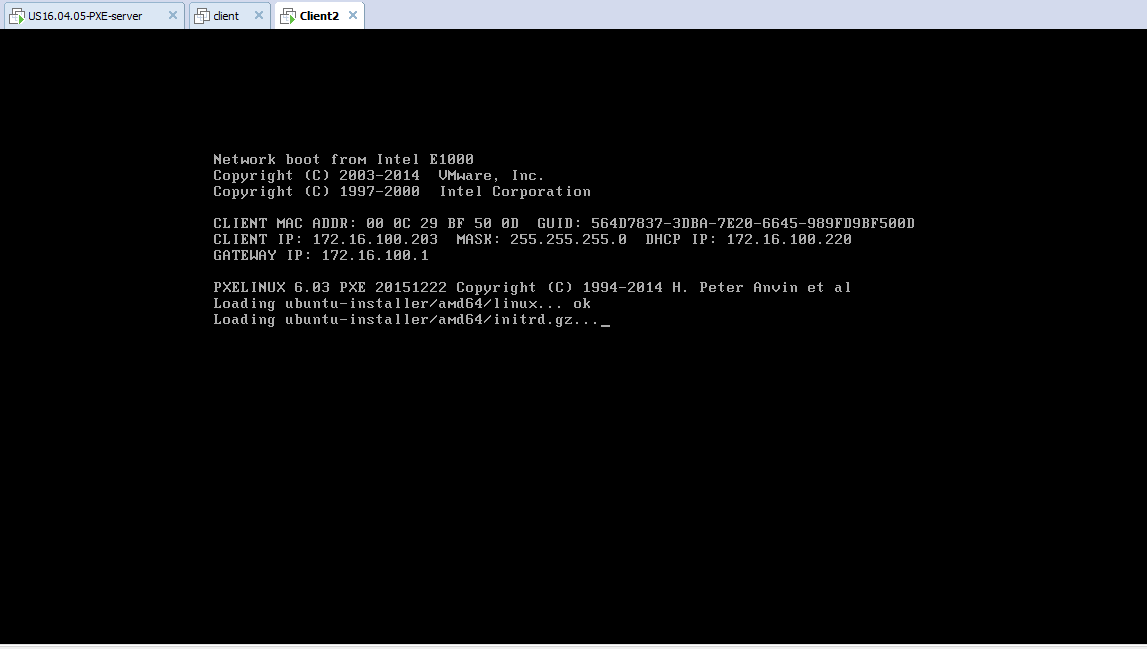 US16.04.05-PXE-server client Client2
Network boot from Intel E1000
Copyright (C) 2003-2014 VMware, Inc.
Copyright (C) 1997-2000 Intel Corporation
CLIENT MAC ADDR: 00 0C 29 BF 50 0D GUID: 564D7837-3DBA-7E20-6645-989FD9BF500D
CLIENT IP: 172.16.100.203 MASK: 255.255.255.0 DHCP IP: 172.16.100.220
GATEWAY IP: 172.16.100.1
PXELINUX 6.03 PXE 20151222 Copyright (C) 1994-2014 H. Peter Anvin et al
Loading ubuntu-installer/amd64/linux... ok
Loading ubuntu-installer/amd64/initrd.gz..._